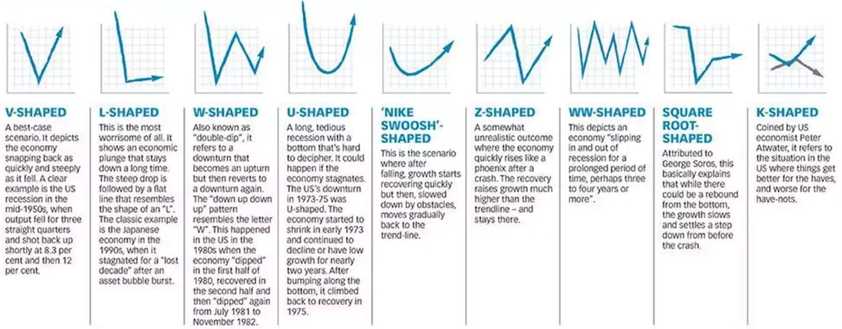 V-SHAPED
A best-case
scenario. It depicts
the economy
snapping back as
quickly and steeply
as it fell. A clear
example is the US
recession in the
mid-1950s, when
output fell for three
straight quarters
and shot back up
shortly at 8.3 per
cent and then 12
per cent.
L-SHAPED
This is the most
worrisome of all. It
shows an economic
plunge that stays
down a long time.
The steep drop is
followed by a flat
line that resembles
the shape of an "L".
The classic example
is the Japanese
economy in the
1990s, when it
stagnated for a "lost
decade" after an
asset bubble burst.
W-SHAPED
Also known as
"double-dip", it
refers to a
downturn that
becomes an upturn
but then reverts to
a downturn again.
The "down up down
up" pattern
resembles the letter
"W". This happened
in the US in the
1980s when the
economy "dipped"
in the first half of
1980, recovered in
the second half and
then "dipped" again
from July 1981 to
November 1982.
U-SHAPED
A long, tedious
recession with a
bottom that's hard
to decipher. It could
happen if the
economy stagnates.
The US's downturn
in 1973-75 was
U-shaped. The
economy started to
shrink in early 1973
and continued to
decline or have low
growth for nearly
two years. After
bumping along the
bottom, it climbed
back to recovery in
1975.
'NIKE
SWOOSH'-
SHAPED
This is the scenario
where after
falling, growth starts
recovering quickly
but then, slowed
down by obstacles,
moves gradually
back to the
trend-line.
Z-SHAPED
A somewhat
unrealistic outcome
where the economy
quickly rises like a
phoenix after a
crash. The recovery
raises growth much
higher than the
trendline – and
stays there.
WW-SHAPED
This depicts an
economy "slipping
in and out of
recession for a
prolonged period of
time, perhaps three
to four years or
more".
SQUARE
ROOT-
SHAPED
Attributed to
George Soros, this
basically explains
that while there
could be a rebound
from the bottom,
the growth slows
and settles a step
down from before
the crash.
K-SHAPED
Coined by US
economist Peter
Atwater, it refers to
the situation in the
US where things get
better for the haves,
and worse for the
have-nots.